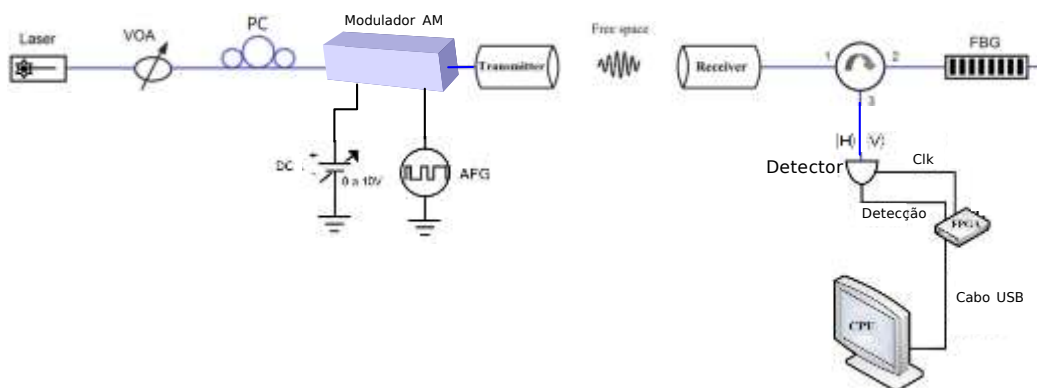 Laser
VOA
PC
Modulador AM
Transmitter
Free space
Receiver
1
2
3
FBG
DC
0 a 10V
AFG
|H⟩ |V⟩
Detector
Clk
Detecção
FPGA
Cabo USB
CPU